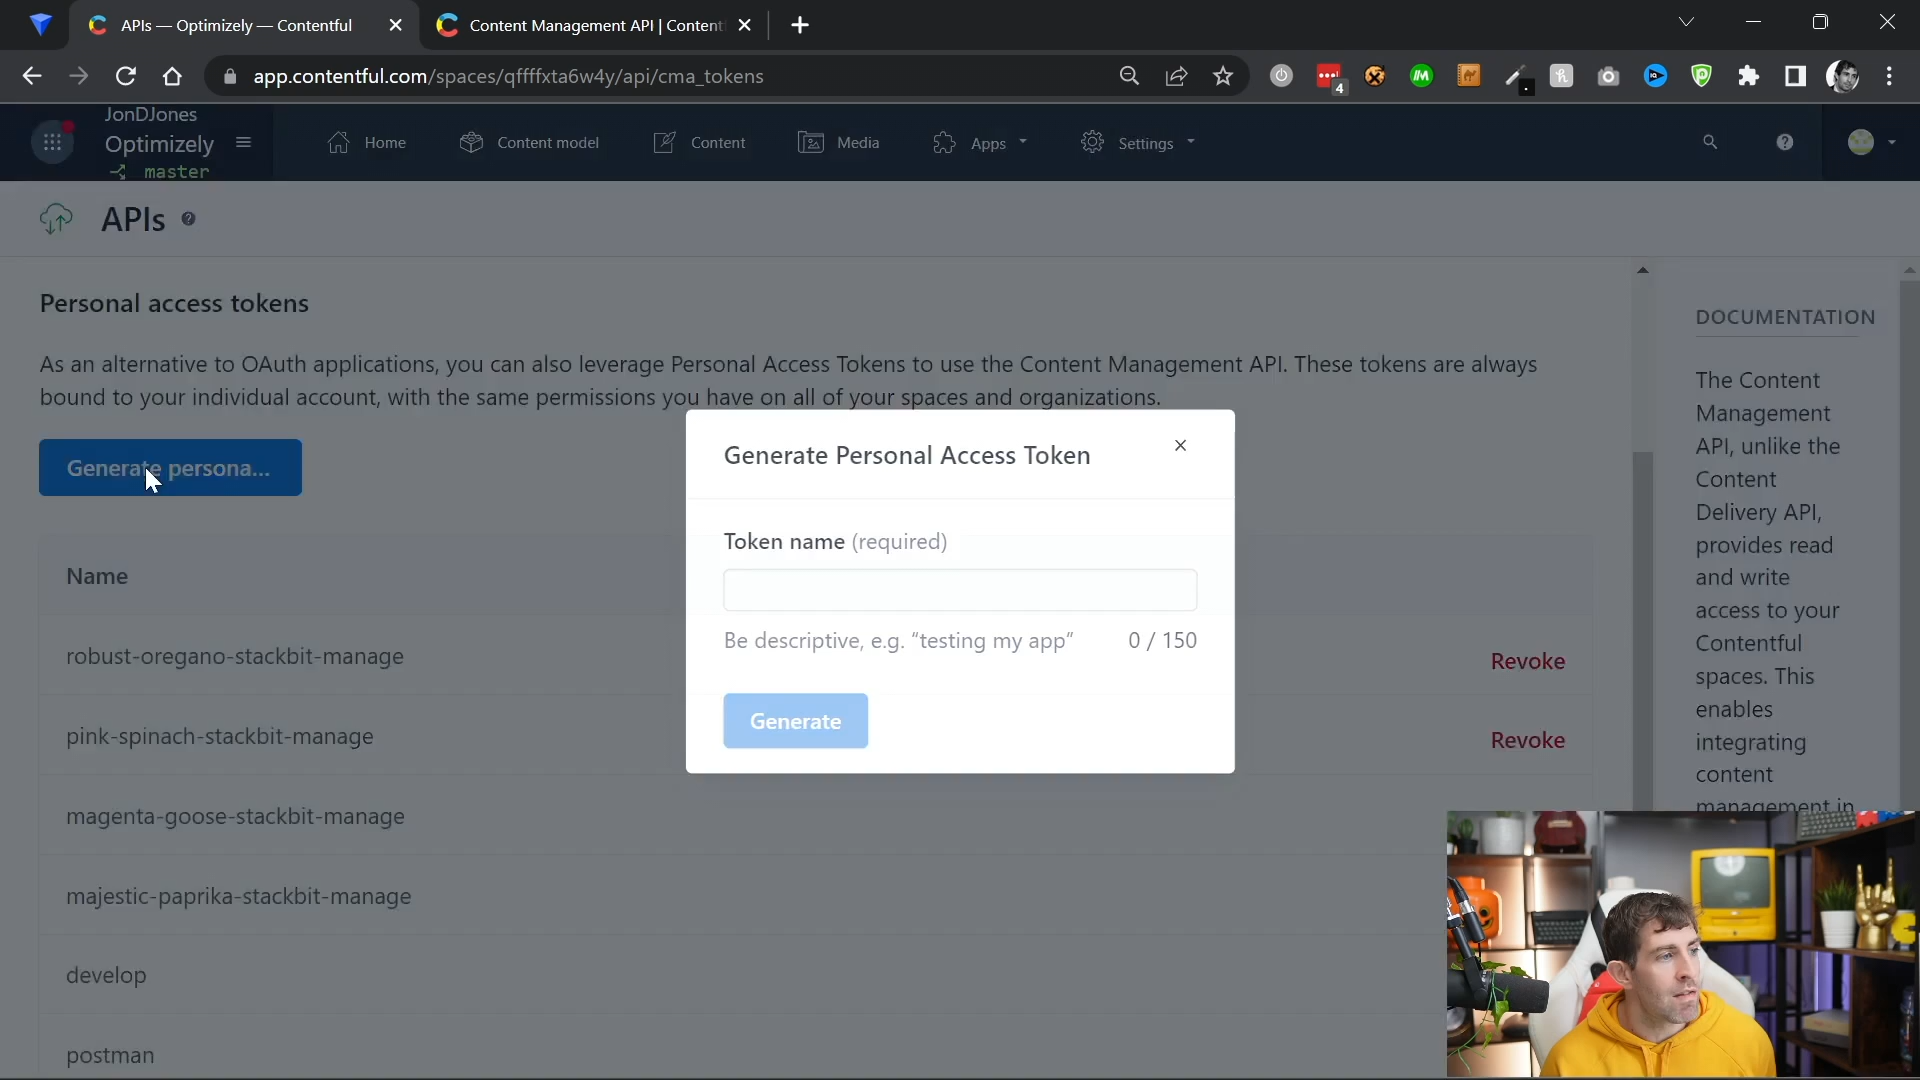 APIs — Optimizely — Contentful
Content Management API | Content
app.contentful.com/spaces/qffffxta6w4y/api/cma_tokens
4
JonDJones
Optimizely
master
Home
Content model
Content
Media
Apps
Settings
APIs
Personal access tokens
As an alternative to OAuth applications, you can also leverage Personal Access Tokens to use the Content Management API. These tokens are always
bound to your individual account, with the same permissions you have on all of your spaces and organizations.
Generate persona...
Name
robust-oregano-stackbit-manage
Revoke
pink-spinach-stackbit-manage
Revoke
magenta-goose-stackbit-manage
majestic-paprika-stackbit-manage
develop
postman
Generate Personal Access Token
Token name (required)
Be descriptive, e.g. “testing my app”
0 / 150
Generate
DOCUMENTATION
The Content
Management
API, unlike the
Content
Delivery API,
provides read
and write
access to your
Contentful
spaces. This
enables
integrating
content
management in